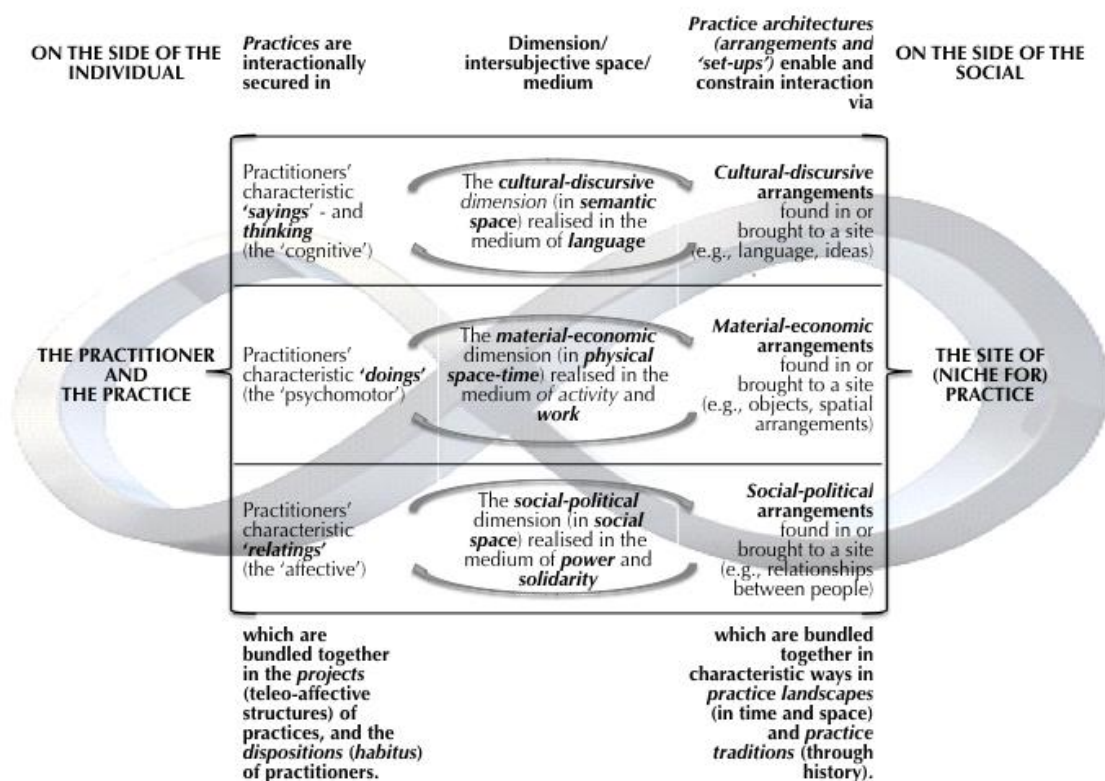 ON THE SIDE OF THE
INDIVIDUAL
Practices are
interactionally
secured in
Dimension/
intersubjective space/
medium
Practice architectures
(arrangements and
‘set-ups’) enable and
constrain interaction
via
ON THE SIDE OF THE
SOCIAL
THE PRACTITIONER
AND
THE PRACTICE
Practitioners’
characteristic
‘sayings’ - and
thinking
(the ‘cognitive’)
The cultural-discursive
dimension (in semantic
space) realised in the
medium of language
Cultural-discursive
arrangements
found in or
brought to a site
(e.g., language, ideas)
Practitioners’
characteristic ‘doings’
(the ‘psychomotor’)
The material-economic
dimension (in physical
space-time) realised in the
medium of activity and
work
Material-economic
arrangements
found in or
brought to a site
(e.g., objects, spatial
arrangements)
Practitioners’
characteristic
‘relatings’
(the ‘affective’)
The social-political
dimension (in social
space) realised in the
medium of power and
solidarity
Social-political
arrangements
found in or
brought to a site
(e.g., relationships
between people)
THE SITE OF
(NICHE FOR)
PRACTICE
which are
bundled together
in the projects
(teleo-affective
structures) of
practices, and the
dispositions (habitus)
of practitioners.
which are bundled
together in
characteristic ways in
practice landscapes
(in time and space)
and practice
traditions (through
history).